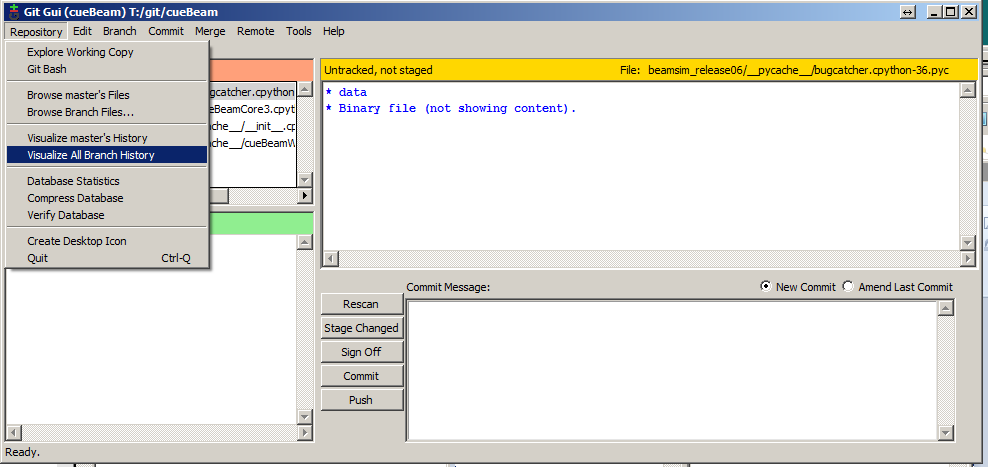 Git Gui (cueBeam) T:/git/cueBeam
Repository Edit Branch Commit Merge Remote Tools Help
Explore Working Copy
Git Bash
Browse master's Files
Browse Branch Files...
Visualize master's History
Visualize All Branch History
Database Statistics
Compress Database
Verify Database
Create Desktop Icon
Quit Ctrl-Q
gcatcher.cpython
eBeamCore3.cpyt
che__/__init__.cp
che__/cueBeamW
Untracked, not staged File: beamsim_release06/__pycache__/bugcatcher.cpython-36.pyc
* data
* Binary file (not showing content).
Commit Message: New Commit Amend Last Commit
Rescan
Stage Changed
Sign Off
Commit
Push
Ready.